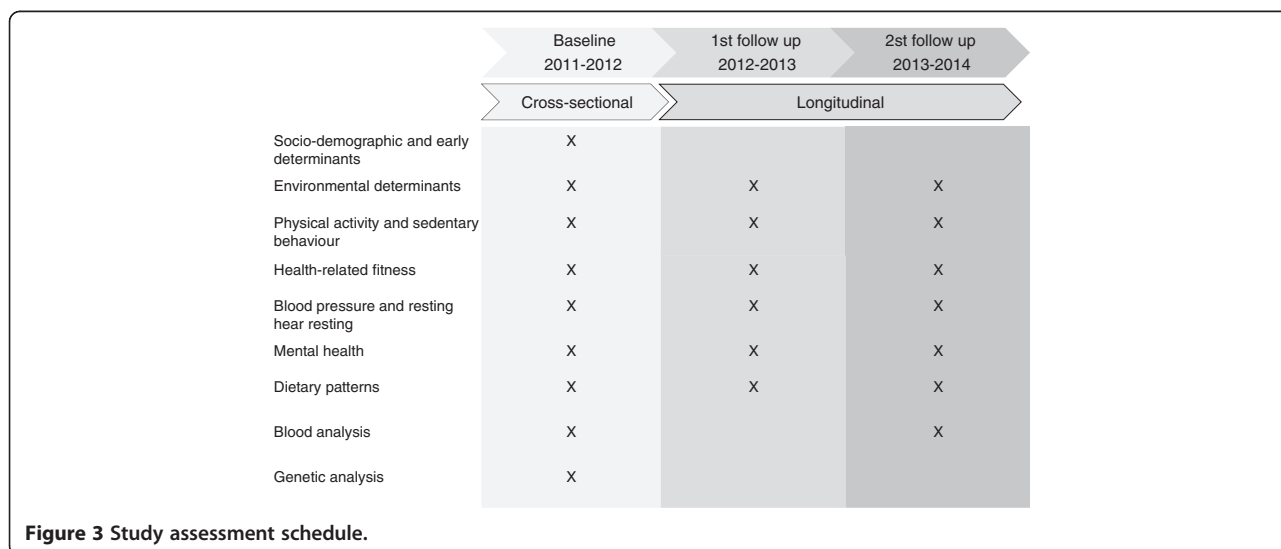 Baseline 1st follow up 2st follow up
2011-2012 2012-2013 2013-2014
Cross-sectional Longitudinal
Socio-demographic and early X
determinants
Environmental determinants X X X
Physical activity and sedentary X X X
behaviour
Health-related fitness X X X
Blood pressure and resting X X X
hear resting
Mental health X X X
Dietary patterns X X X
Blood analysis X X
Genetic analysis X
Figure 3 Study assessment schedule.